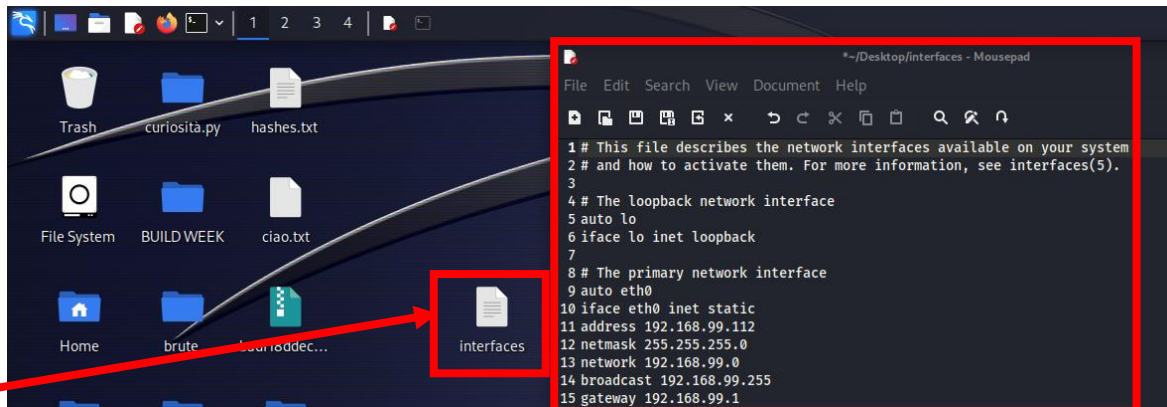 1 2 3 4
*~/Desktop/interfaces - Mousepad
File Edit Search View Document Help
Trash
curiosità.py
hashes.txt
File System
BUILD WEEK
ciao.txt
Home
brute
interfaces
1 # This file describes the network interfaces available on your system
2 # and how to activate them. For more information, see interfaces(5).
3
4 # The loopback network interface
5 auto lo
6 iface lo inet loopback
7
8 # The primary network interface
9 auto eth0
10 iface eth0 inet static
11 address 192.168.99.112
12 netmask 255.255.255.0
13 network 192.168.99.0
14 broadcast 192.168.99.255
15 gateway 192.168.99.1